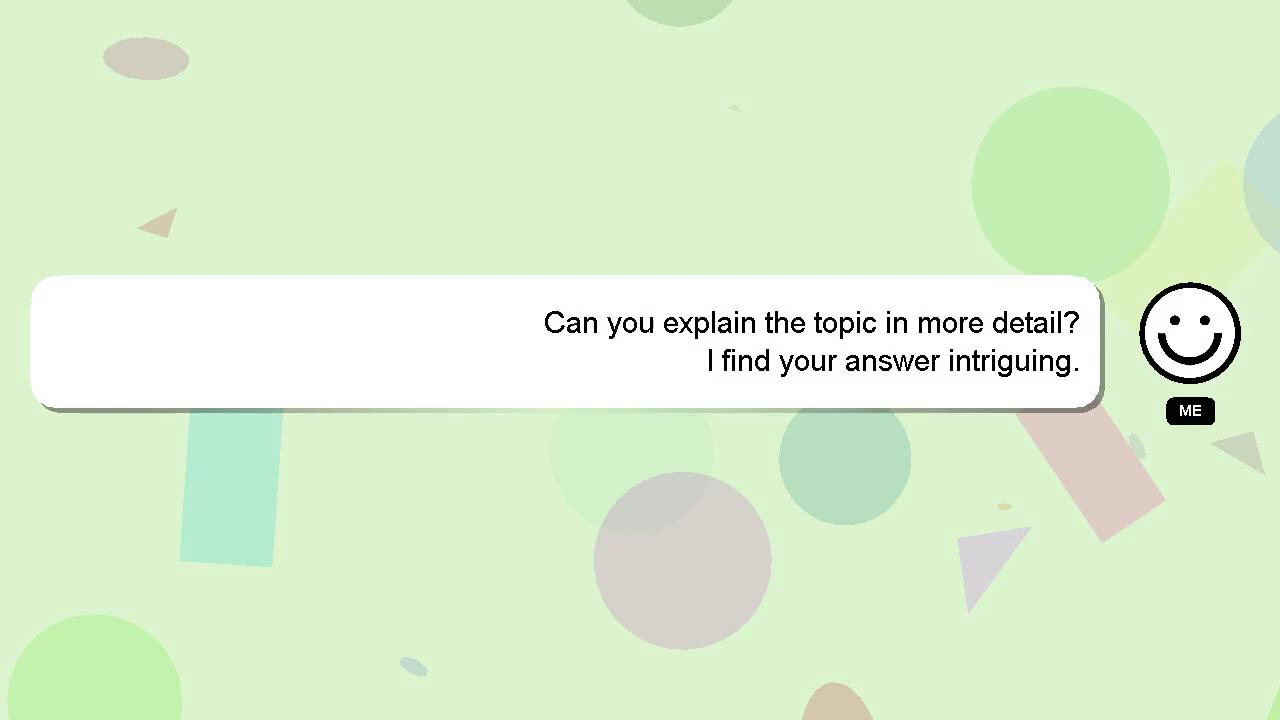 Can you explain the topic in more detail?
I find your answer intriguing.
ME